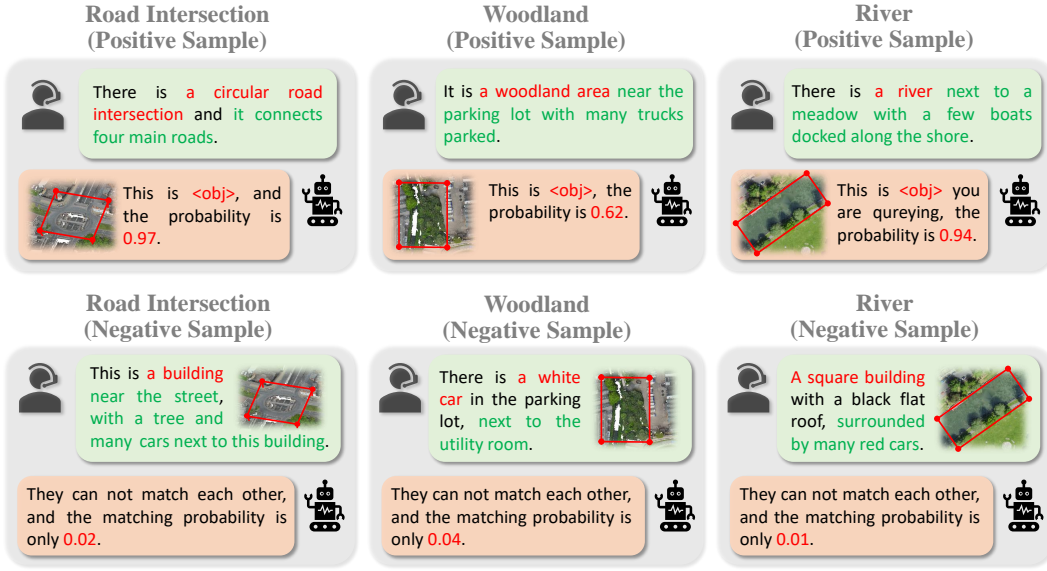 Road Intersection
(Positive Sample)
There is a circular road
intersection and it connects
four main roads.
This is <obj>, and
the probability is
0.97.
Woodland
(Positive Sample)
It is a woodland area near the
parking lot with many trucks
parked.
This is <obj>, the
probability is 0.62.
River
(Positive Sample)
There is a river next to a
meadow with a few boats
docked along the shore.
This is <obj> you
are qureying, the
probability is 0.94.
Road Intersection
(Negative Sample)
This is a building
near the street,
with a tree and
many cars next to this building.
They can not match each other,
and the matching probability is
only 0.02.
Woodland
(Negative Sample)
There is a white
car in the parking
lot, next to the
utility room.
They can not match each other,
and the matching probability is
only 0.04.
River
(Negative Sample)
A square building
with a black flat
roof, surrounded
by many red cars.
They can not match each other,
and the matching probability is
only 0.01.